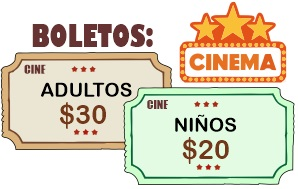 BOLETOS:
CINEMA
CINE
ADULTOS
$30
CINE
NIÑOS
$20